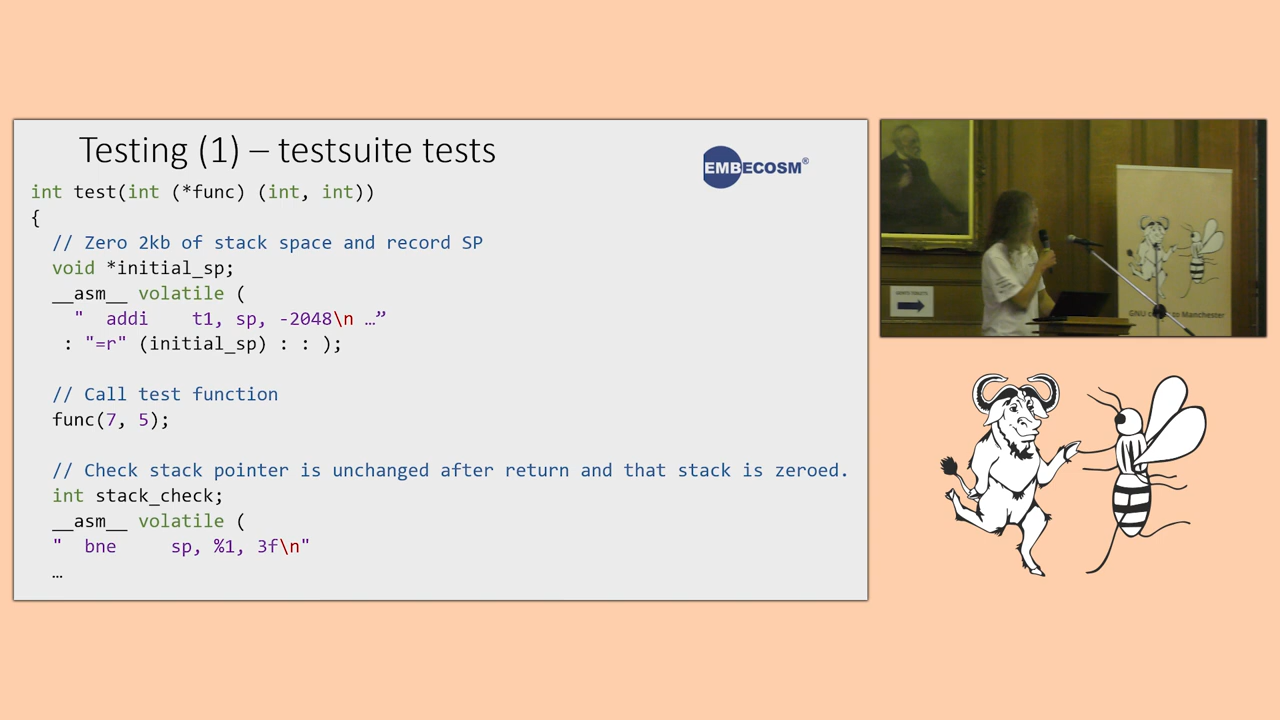 Testing (1) – testsuite tests
EMBECOSM®
int test(int (*func) (int, int))
{
// Zero 2kb of stack space and record SP
void *initial_sp;
__asm__ volatile (
"  addi    t1, sp, -2048\n …”
: "=r" (initial_sp) : : );
// Call test function
func(7, 5);
// Check stack pointer is unchanged after return and that stack is zeroed.
int stack_check;
__asm__ volatile (
"  bne     sp, %1, 3f\n"
…
to Manchester